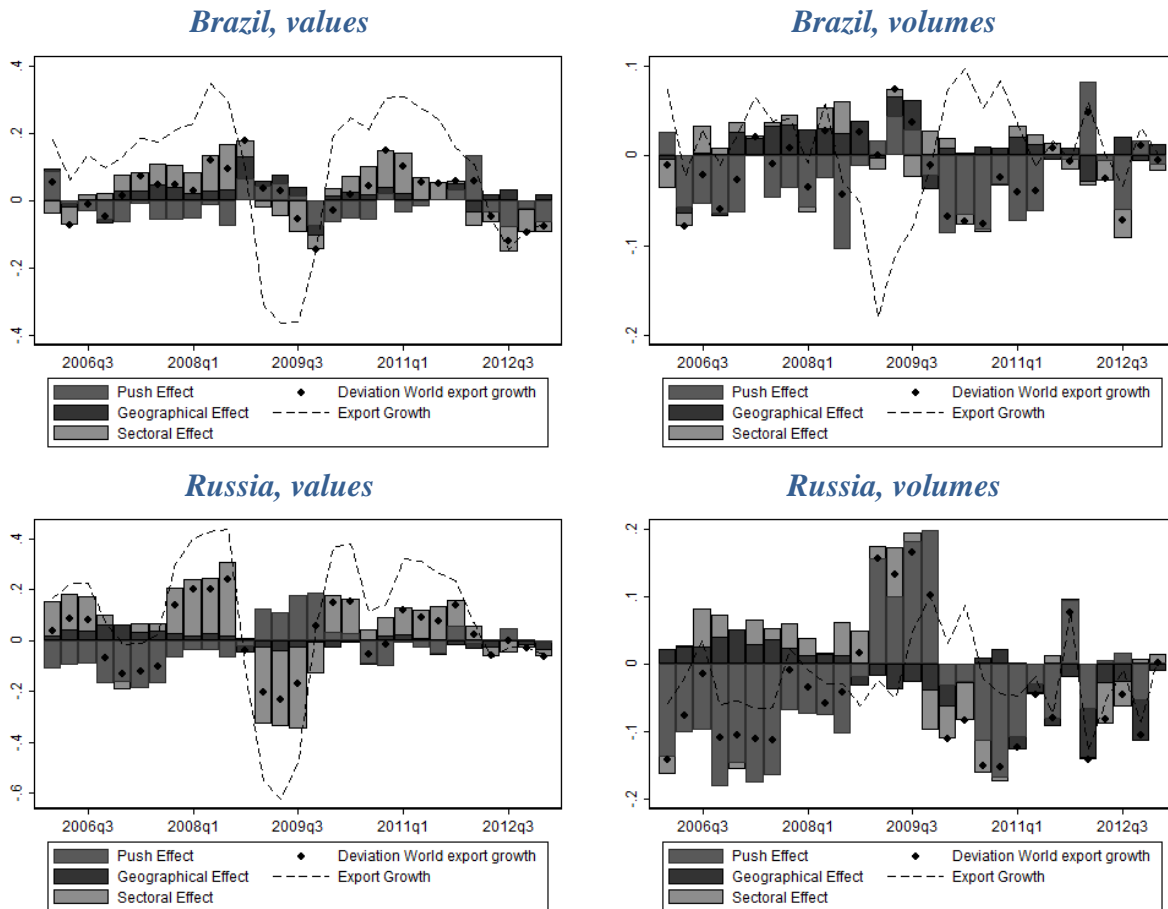 Brazil, values
.4
.2
0
-.2
-.4
2006q3 2008q1 2009q3 2011q1 2012q3
Push Effect Deviation World export growth
Geographical Effect Export Growth
Sectoral Effect
Brazil, volumes
.1
0
-.1
-.2
2006q3 2008q1 2009q3 2011q1 2012q3
Push Effect Deviation World export growth
Geographical Effect Export Growth
Sectoral Effect
Russia, values
.4
.2
0
-.2
-.4
-.6
2006q3 2008q1 2009q3 2011q1 2012q3
Push Effect Deviation World export growth
Geographical Effect Export Growth
Sectoral Effect
Russia, volumes
.2
.1
0
-.1
-.2
2006q3 2008q1 2009q3 2011q1 2012q3
Push Effect Deviation World export growth
Geographical Effect Export Growth
Sectoral Effect